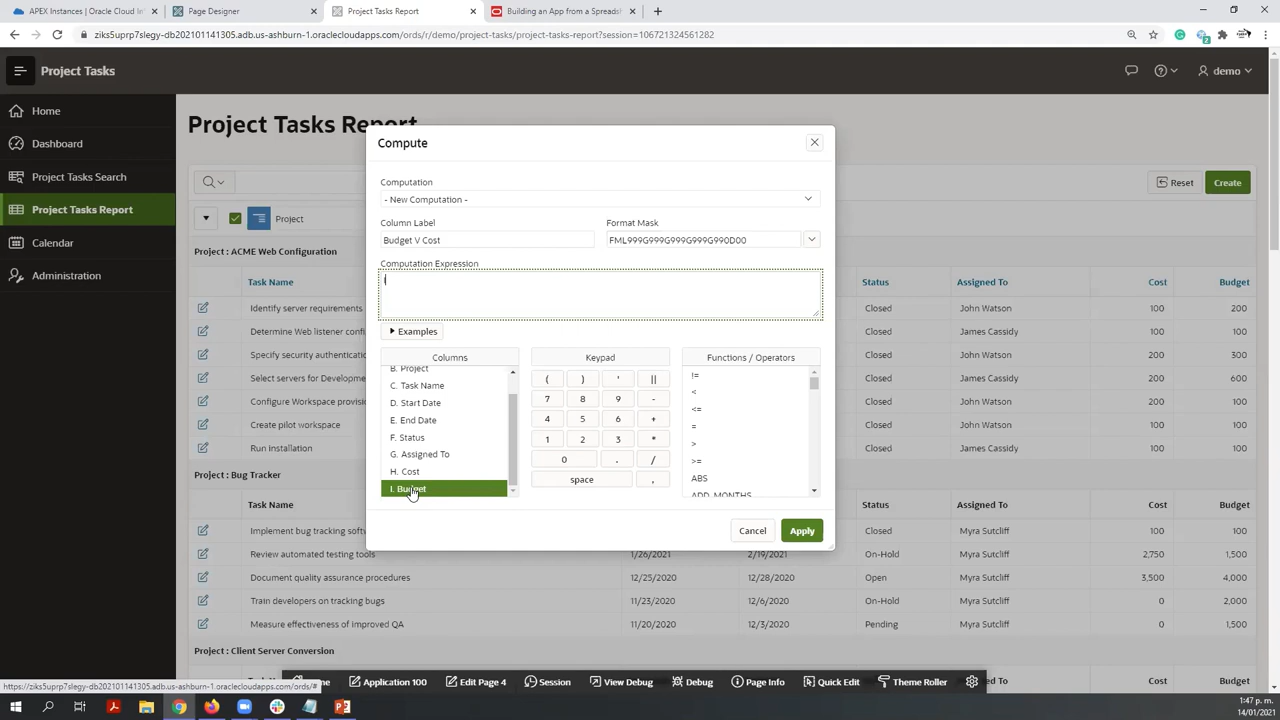 APEX Instances | Oracle Cloud In
Page Designer
Project Tasks Report
Building an App from a Spreadsh
ziks5uprp7slegy-db202101141305.adb.us-ashburn-1.oraclecloudapps.com/ords/r/demo/project-tasks/project-tasks-report?session=106721324561282
Project Tasks
demo
Home
Dashboard
Project Tasks Search
Project Tasks Report
Calendar
Administration
Project Tasks Report
Reset
Create
Project
Project : ACME Web Configuration
Task Name Status Cost Assigned To Budget
Identify server requirements Closed 100 John Watson 200
Determine Web listener confi Closed 100 James Cassidy 100
Specify security authenticatio Closed 200 John Watson 300
Select servers for Developme Closed 200 James Cassidy 600
Configure Workspace provisio Closed 100 John Watson 100
Create pilot workspace Closed 100 John Watson 100
Run installation Closed 100 James Cassidy 100
Project : Bug Tracker
Task Name Status Cost Assigned To Budget
Implement bug tracking softw Closed 100 Myra Sutcliff 100
Review automated testing tools 1/26/2021 2/19/2021 On-Hold 2,750 Myra Sutcliff 1,500
Document quality assurance procedures 12/25/2020 12/28/2020 Open 3,500 Myra Sutcliff 4,000
Train developers on tracking bugs 11/23/2020 12/6/2020 On-Hold 0 Myra Sutcliff 2,000
Measure effectiveness of improved QA 11/20/2020 12/3/2020 Pending 0 Myra Sutcliff 1,500
Project : Client Server Conversion
Compute
Computation
- New Computation -
Column Label
Format Mask
Budget V Cost
FML999G999G999G999G990D00
Computation Expression
I
Examples
Columns
B. Project
C. Task Name
D. Start Date
E. End Date
F. Status
G. Assigned To
H. Cost
I. Budget
Keypad
( ) ' ||
7 8 9 -
4 5 6 +
1 2 3 *
0 . /
space ,
Functions / Operators
!=
<
<=
=
>
>=
ABS
ADD_MONTHS
Cancel
Apply
https://ziks5uprp7slegy-db202101141305.adb.us-ashburn-1.oraclecloudapps.com/ords/#
Application 100
Edit Page 4
Session
View Debug
Debug
Page Info
Quick Edit
Theme Roller
1:47 p. m.
14/01/2021